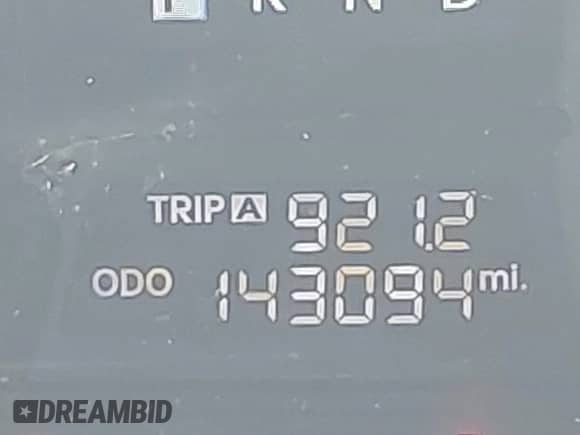 P R N D
TRIP A 921.2
ODO 143094 mi.
DREAMBID